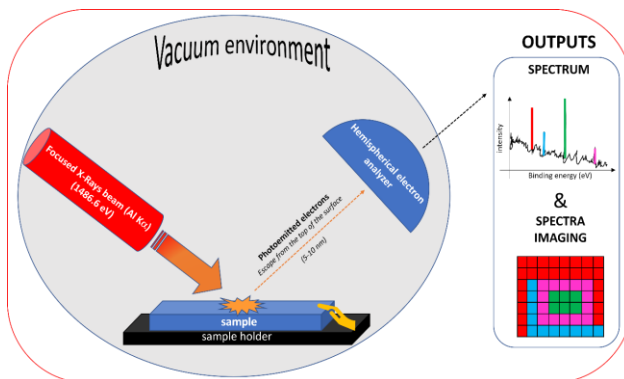 Vacuum environment
Focused X-Rays beam (Al Kα)
(1486.6 eV)
Hemispherical electron
analyzer
Photoemitted electrons
Escape from the top of the surface
(5-10 nm)
sample
sample holder
OUTPUTS
SPECTRUM
intensity
Binding energy (eV)
&
SPECTRA
IMAGING